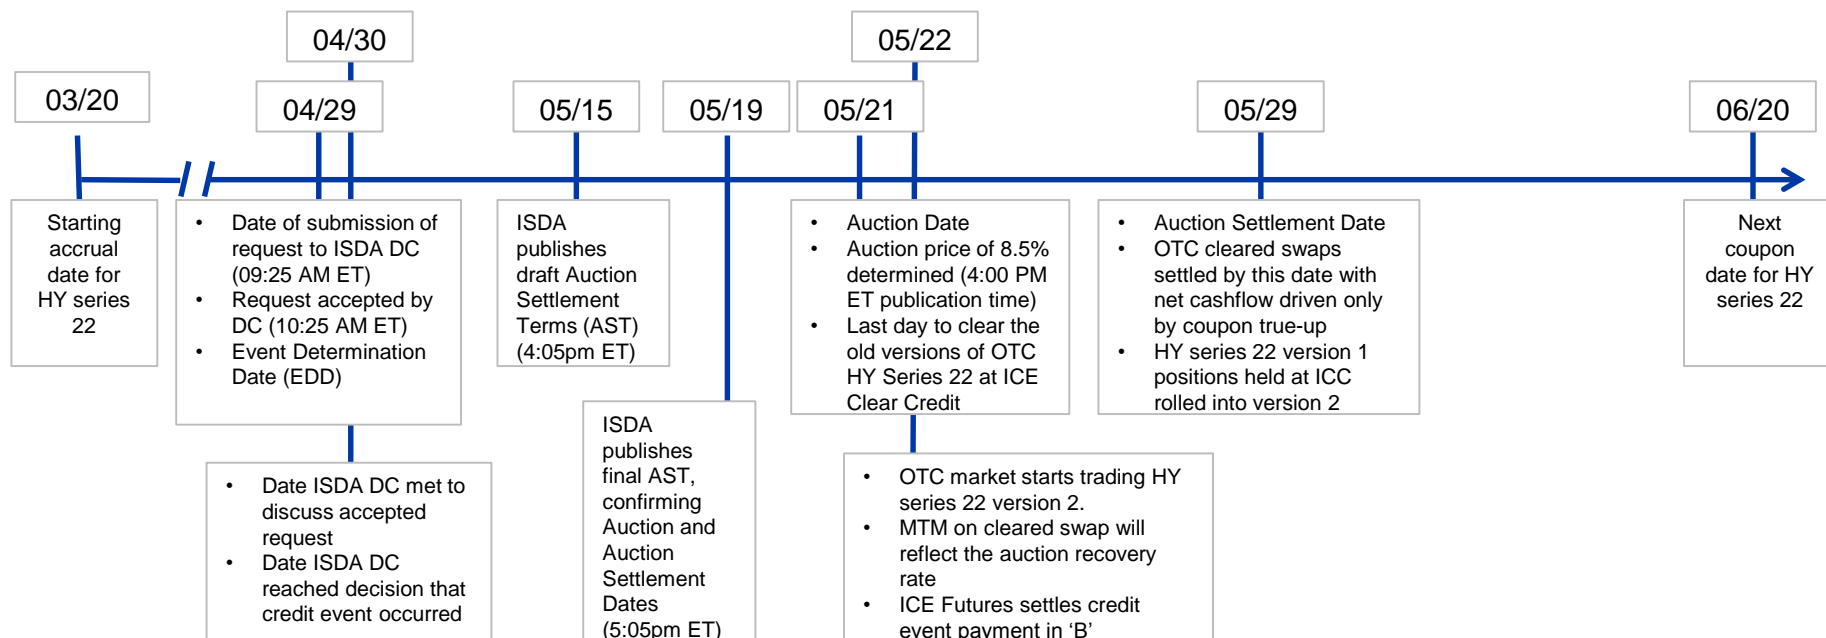 04/30
05/22
03/20
04/29
05/15
05/19
05/21
05/29
06/20
Starting
accrual
date for
HY series
22
• Date of submission of
request to ISDA DC
(09:25 AM ET)
• Request accepted by
DC (10:25 AM ET)
• Event Determination
Date (EDD)
ISDA
publishes
draft Auction
Settlement
Terms (AST)
(4:05pm ET)
• Auction Date
• Auction price of 8.5%
determined (4:00 PM
ET publication time)
• Last day to clear the
old versions of OTC
HY Series 22 at ICE
Clear Credit
• Auction Settlement Date
• OTC cleared swaps
settled by this date with
net cashflow driven only
by coupon true-up
• HY series 22 version 1
positions held at ICC
rolled into version 2
Next
coupon
date for HY
series 22
• Date ISDA DC met to
discuss accepted
request
• Date ISDA DC
reached decision that
credit event occurred
ISDA
publishes
final AST,
confirming
Auction and
Auction
Settlement
Dates
(5:05pm ET)
• OTC market starts trading HY
series 22 version 2.
• MTM on cleared swap will
reflect the auction recovery
rate
• ICE Futures settles credit
event payment in ‘B’